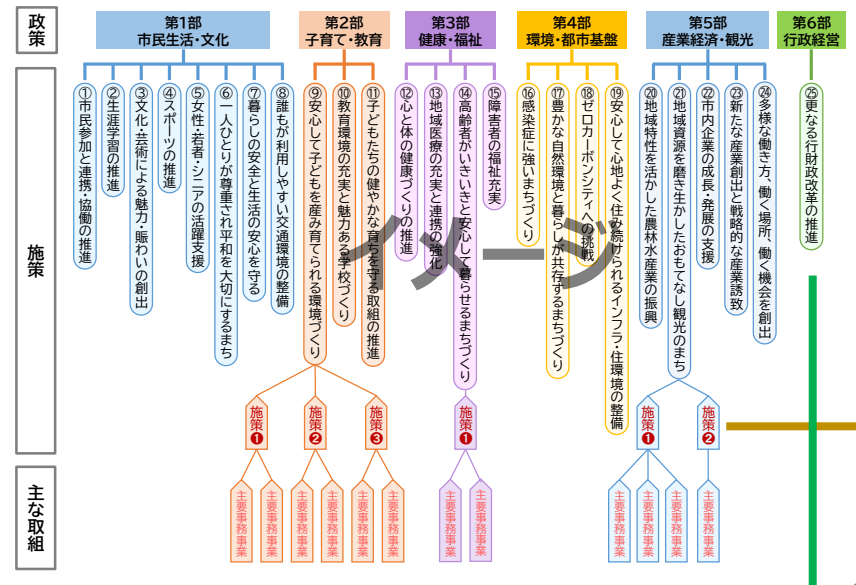 政策
第1部
市民生活・文化
第2部
子育て・教育
第3部
健康・福祉
第4部
環境・都市基盤
第5部
産業経済・観光
第6部
行政経営
施策
①市民参加と連携・協働の推進
②生涯学習の推進
③文化・芸術による魅力・賑わいの創出
④スポーツの推進
⑤女性・若者・シニアの活躍支援
⑥一人ひとりが尊重され平和を大切にするまち
⑦暮らしの安全と生活の安心を守る
⑧誰もが利用しやすい交通環境の整備
⑨安心して子どもを産み育てられる環境づくり
⑩教育環境の充実と魅力ある学校づくり
⑪子どもたちの健やかな育ちを守る取組の推進
⑫心と体の健康づくりの推進
⑬地域医療の充実と連携の強化
⑭高齢者がいきいきと安心して暮らせるまちづくり
⑮障害者の福祉充実
⑯感染症に強いまちづくり
⑰豊かな自然環境と暮らしが共存するまちづくり
⑱ゼロカーボンシティへの挑戦
⑲安心して心地よく住み続けられるインフラ・住環境の整備
⑳地域特性を活かした農林水産業の振興
㉑地域資源を磨き生かしたおもてなし観光のまち
㉒市内企業の成長・発展の支援
㉓新たな産業創出と戦略的な産業誘致
㉔多様な働き方、働く場所、働く機会を創出
㉕更なる行財政改革の推進
イメージ
施策❶
施策❷
施策❸
施策❶
施策❶
施策❷
主な取組
主要事務事業
主要事務事業
主要事務事業
主要事務事業
主要事務事業
主要事務事業
主要事務事業
主要事務事業
主要事務事業
主要事務事業
主要事務事業
主要事務事業